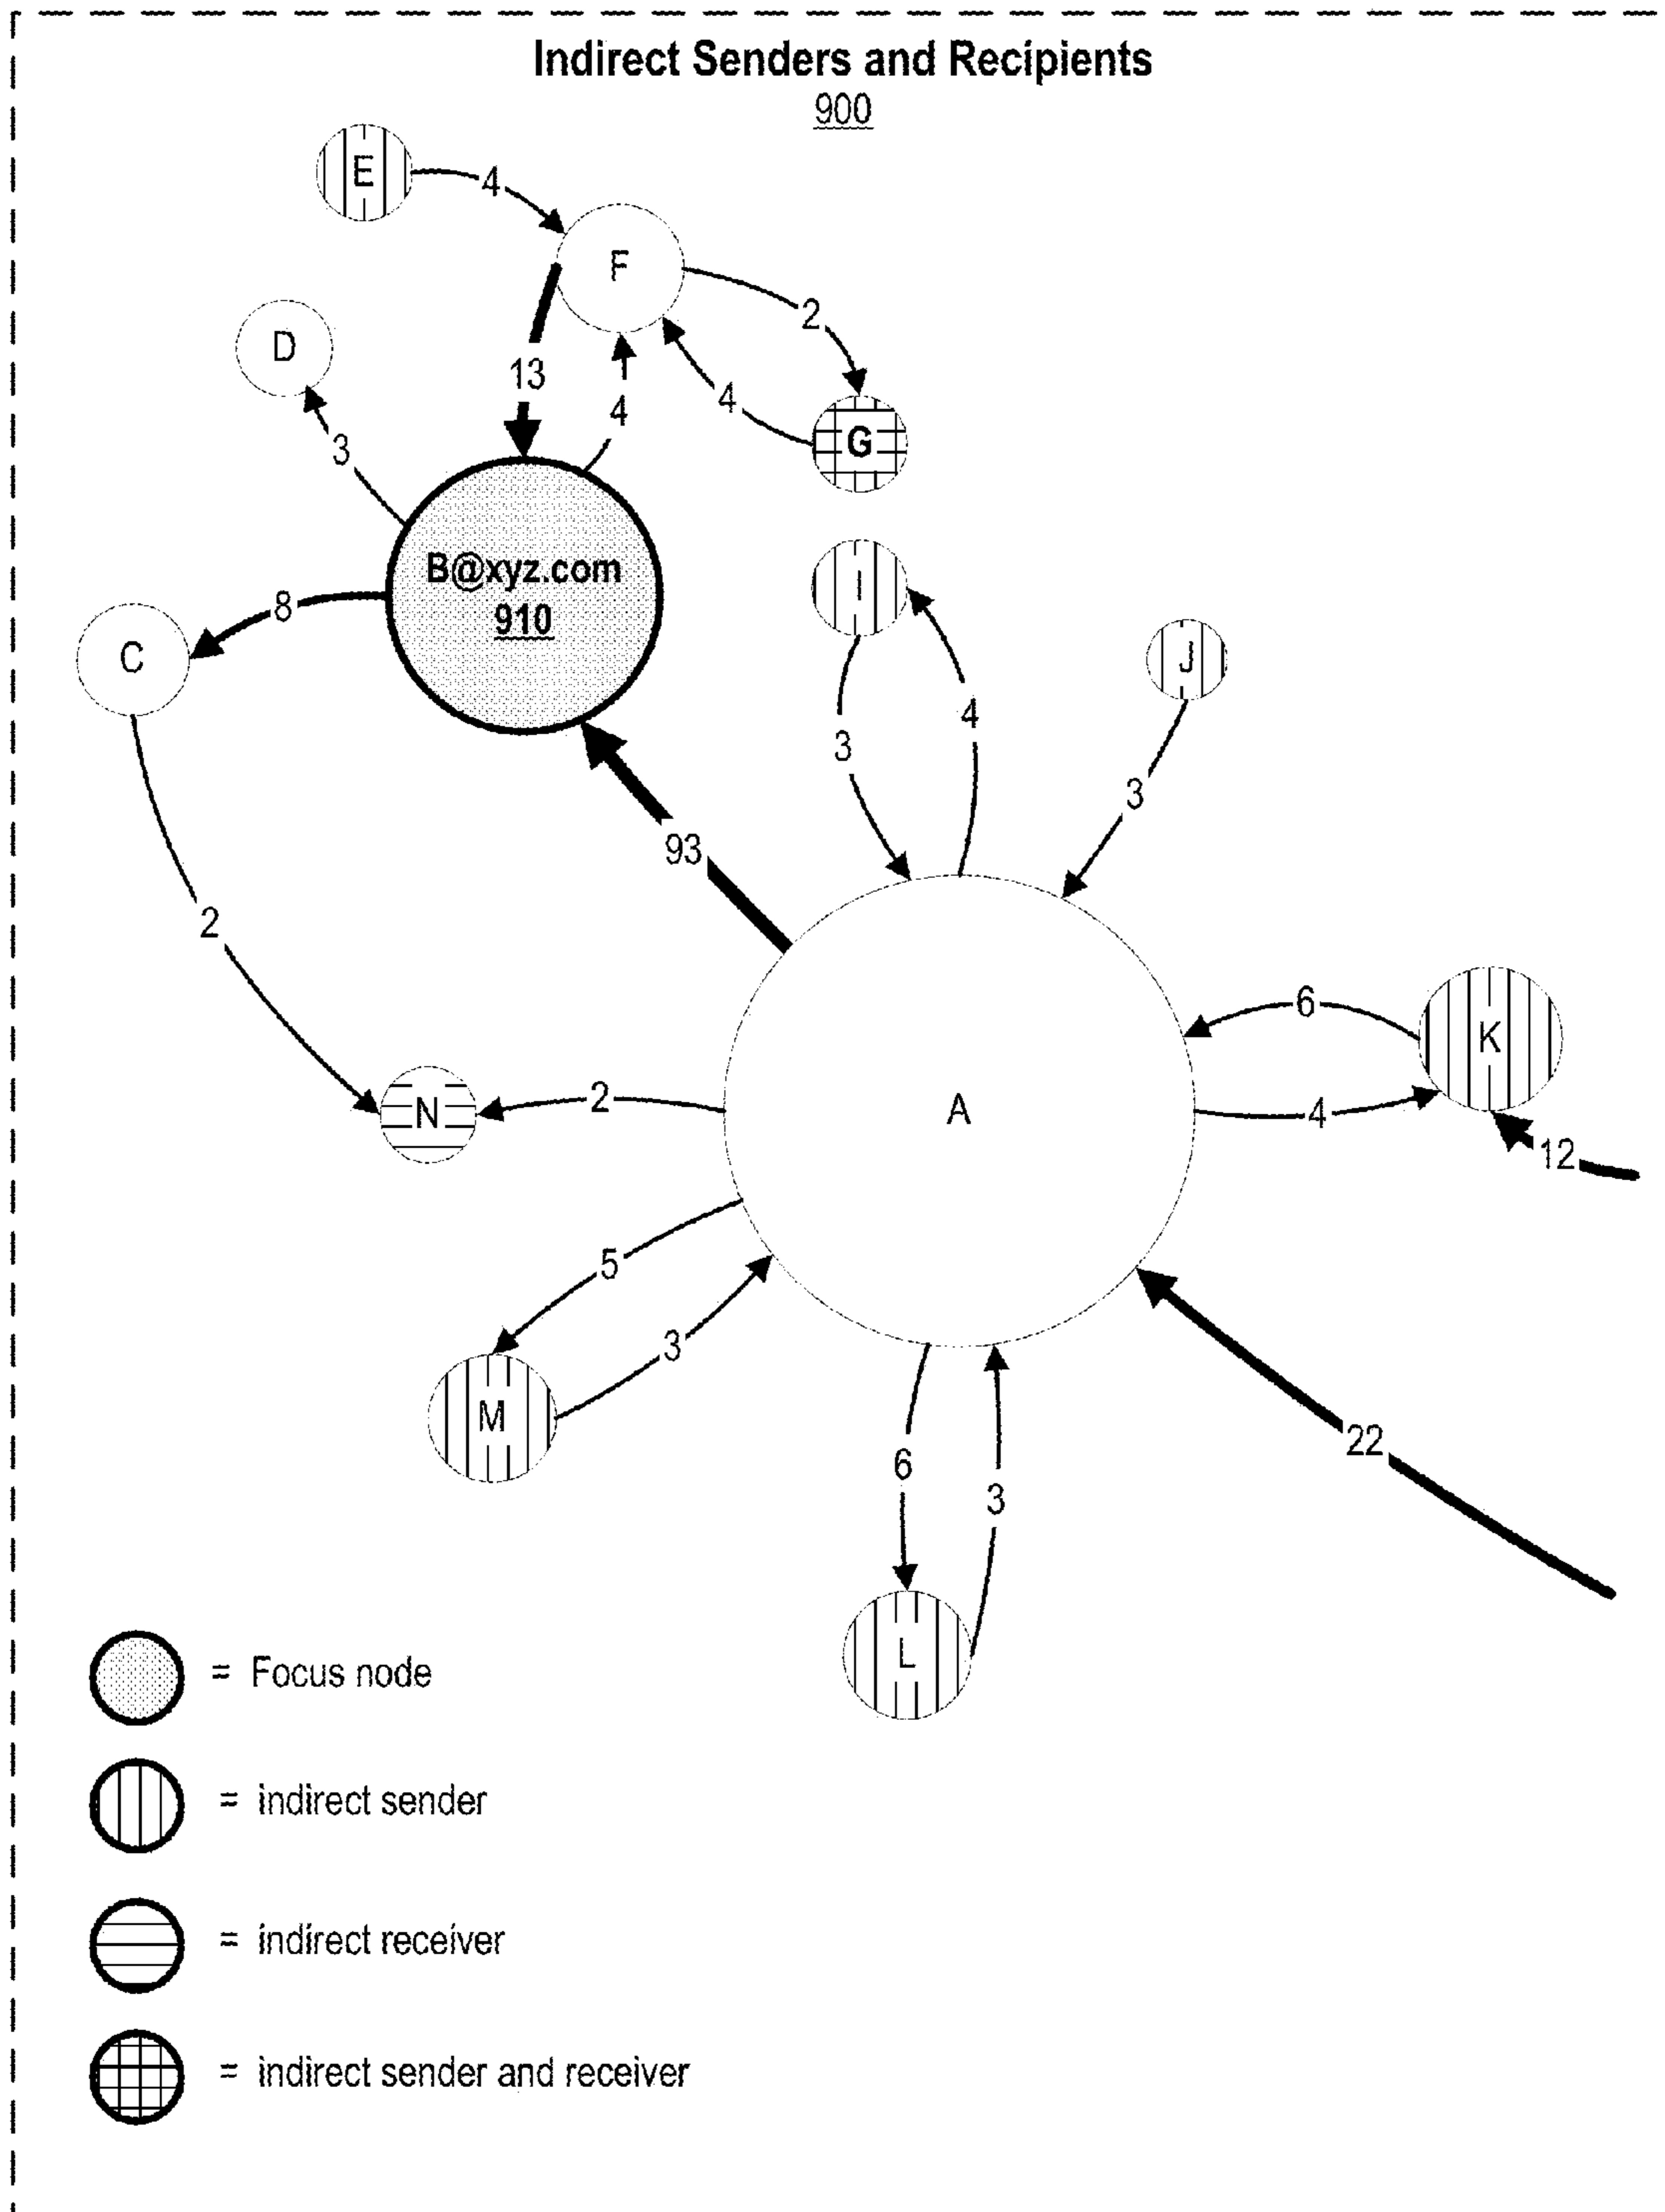 Indirect Senders and Recipients
900
E
4
F
2
D
13
4
4
3
G
B@xyz.com
910
I
8
J
C
4
3
3
93
2
6
K
N
2
A
4
12
5
3
M
22
6
3
L
= Focus node
= indirect sender
= indirect receiver
= indirect sender and receiver